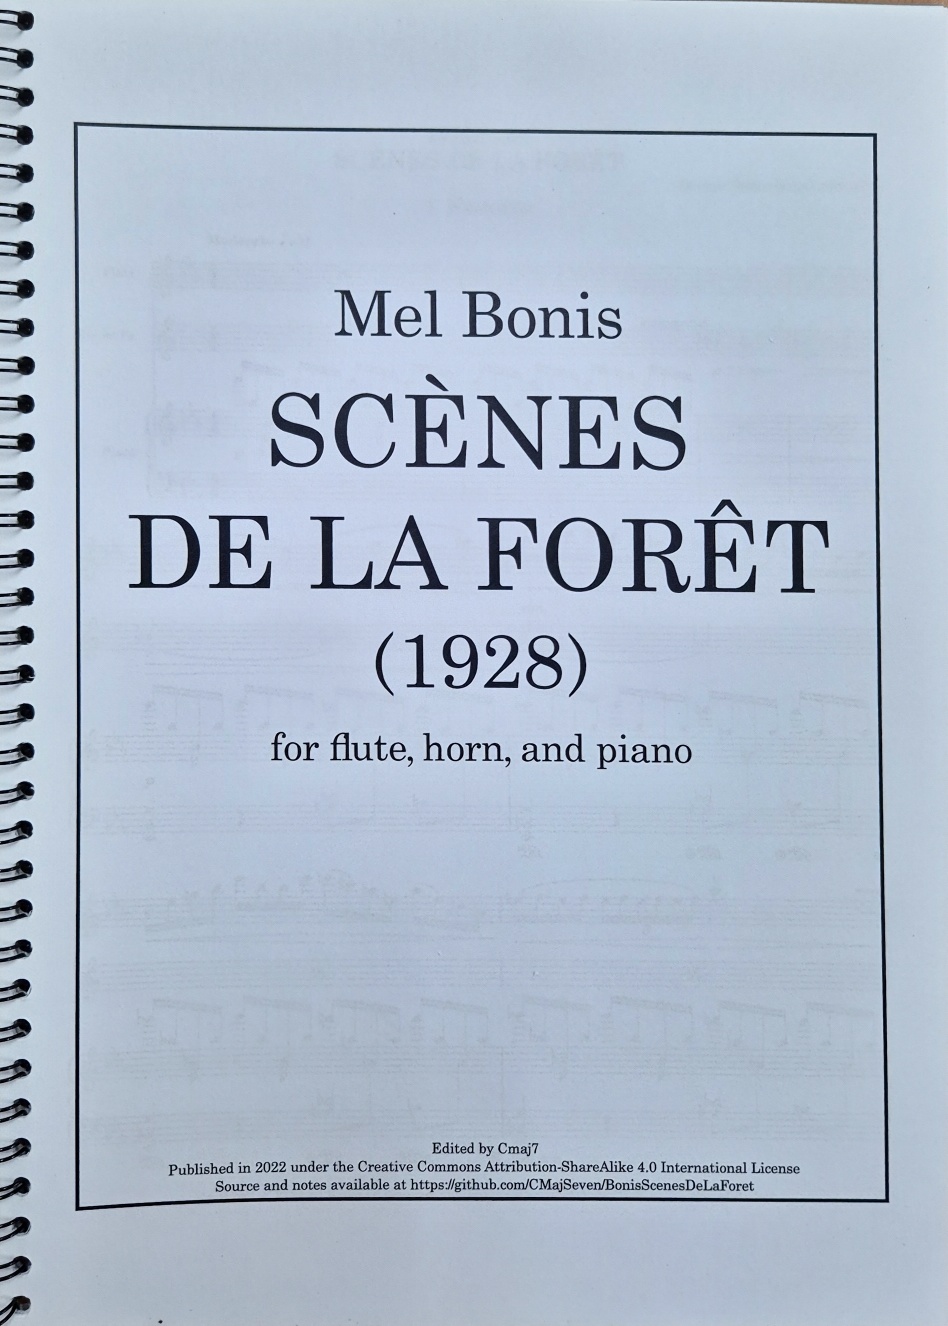 Mel Bonis
SCÈNES
DE LA FORÊT
(1928)
for flute, horn, and piano
Edited by Cmaj7
Published in 2022 under the Creative Commons Attribution-ShareAlike 4.0 International License
Source and notes available at https://github.com/CMajSeven/BonisScenesDeLaForet